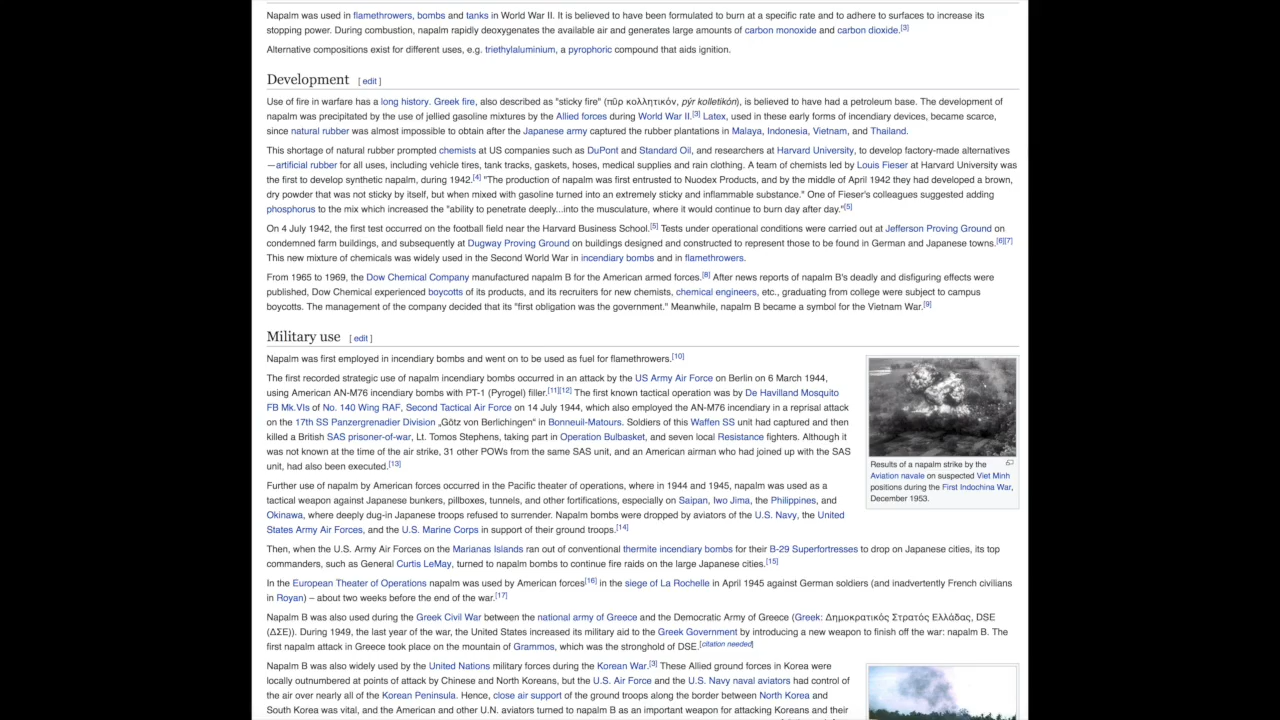 Napalm was used in flamethrowers, bombs and tanks in World War II. It is believed to have been formulated to burn at a specific rate and to adhere to surfaces to increase its
stopping power. During combustion, napalm rapidly deoxygenates the available air and generates large amounts of carbon monoxide and carbon dioxide.[3]
Alternative compositions exist for different uses, e.g. triethylaluminium, a pyrophoric compound that aids ignition.
Development [ edit ]
Use of fire in warfare has a long history. Greek fire, also described as "sticky fire" (πῦρ κολλητικόν, pýr kolletikón), is believed to have had a petroleum base. The development of
napalm was precipitated by the use of jellied gasoline mixtures by the Allied forces during World War II.[3] Latex, used in these early forms of incendiary devices, became scarce,
since natural rubber was almost impossible to obtain after the Japanese army captured the rubber plantations in Malaya, Indonesia, Vietnam, and Thailand.
This shortage of natural rubber prompted chemists at US companies such as DuPont and Standard Oil, and researchers at Harvard University, to develop factory-made alternatives
—artificial rubber for all uses, including vehicle tires, tank tracks, gaskets, hoses, medical supplies and rain clothing. A team of chemists led by Louis Fieser at Harvard University was
the first to develop synthetic napalm, during 1942.[4] "The production of napalm was first entrusted to Nuodex Products, and by the middle of April 1942 they had developed a brown,
dry powder that was not sticky by itself, but when mixed with gasoline turned into an extremely sticky and inflammable substance." One of Fieser's colleagues suggested adding
phosphorus to the mix which increased the "ability to penetrate deeply...into the musculature, where it would continue to burn day after day."[5]
On 4 July 1942, the first test occurred on the football field near the Harvard Business School.[5] Tests under operational conditions were carried out at Jefferson Proving Ground on
condemned farm buildings, and subsequently at Dugway Proving Ground on buildings designed and constructed to represent those to be found in German and Japanese towns.[6][7]
This new mixture of chemicals was widely used in the Second World War in incendiary bombs and in flamethrowers.
From 1965 to 1969, the Dow Chemical Company manufactured napalm B for the American armed forces.[8] After news reports of napalm B's deadly and disfiguring effects were
published, Dow Chemical experienced boycotts of its products, and its recruiters for new chemists, chemical engineers, etc., graduating from college were subject to campus
boycotts. The management of the company decided that its "first obligation was the government." Meanwhile, napalm B became a symbol for the Vietnam War.[9]
Military use [ edit ]
Napalm was first employed in incendiary bombs and went on to be used as fuel for flamethrowers.[10]
The first recorded strategic use of napalm incendiary bombs occurred in an attack by the US Army Air Force on Berlin on 6 March 1944,
using American AN-M76 incendiary bombs with PT-1 (Pyrogel) filler.[11][12] The first known tactical operation was by De Havilland Mosquito
FB Mk.VIs of No. 140 Wing RAF, Second Tactical Air Force on 14 July 1944, which also employed the AN-M76 incendiary in a reprisal attack
on the 17th SS Panzergrenadier Division „Götz von Berlichingen" in Bonneuil-Matours. Soldiers of this Waffen SS unit had captured and then
killed a British SAS prisoner-of-war, Lt. Tomos Stephens, taking part in Operation Bulbasket, and seven local Resistance fighters. Although it
was not known at the time of the air strike, 31 other POWs from the same SAS unit, and an American airman who had joined up with the SAS
unit, had also been executed.[13]
Results of a napalm strike by the
Aviation navale on suspected Viet Minh
positions during the First Indochina War,
December 1953.
Further use of napalm by American forces occurred in the Pacific theater of operations, where in 1944 and 1945, napalm was used as a
tactical weapon against Japanese bunkers, pillboxes, tunnels, and other fortifications, especially on Saipan, Iwo Jima, the Philippines, and
Okinawa, where deeply dug-in Japanese troops refused to surrender. Napalm bombs were dropped by aviators of the U.S. Navy, the United
States Army Air Forces, and the U.S. Marine Corps in support of their ground troops.[14]
Then, when the U.S. Army Air Forces on the Marianas Islands ran out of conventional thermite incendiary bombs for their B-29 Superfortresses to drop on Japanese cities, its top
commanders, such as General Curtis LeMay, turned to napalm bombs to continue fire raids on the large Japanese cities.[15]
In the European Theater of Operations napalm was used by American forces[16] in the siege of La Rochelle in April 1945 against German soldiers (and inadvertently French civilians
in Royan) – about two weeks before the end of the war.[17]
Napalm B was also used during the Greek Civil War between the national army of Greece and the Democratic Army of Greece (Greek: Δημοκρατικός Στρατός Ελλάδας, DSE
(ΔΣΕ)). During 1949, the last year of the war, the United States increased its military aid to the Greek Government by introducing a new weapon to finish off the war: napalm B. The
first napalm attack in Greece took place on the mountain of Grammos, which was the stronghold of DSE.[citation needed]
Napalm B was also widely used by the United Nations military forces during the Korean War.[3] These Allied ground forces in Korea were
locally outnumbered at points of attack by Chinese and North Koreans, but the U.S. Air Force and the U.S. Navy naval aviators had control of
the air over nearly all of the Korean Peninsula. Hence, close air support of the ground troops along the border between North Korea and
South Korea was vital, and the American and other U.N. aviators turned to napalm B as an important weapon for attacking Koreans and their